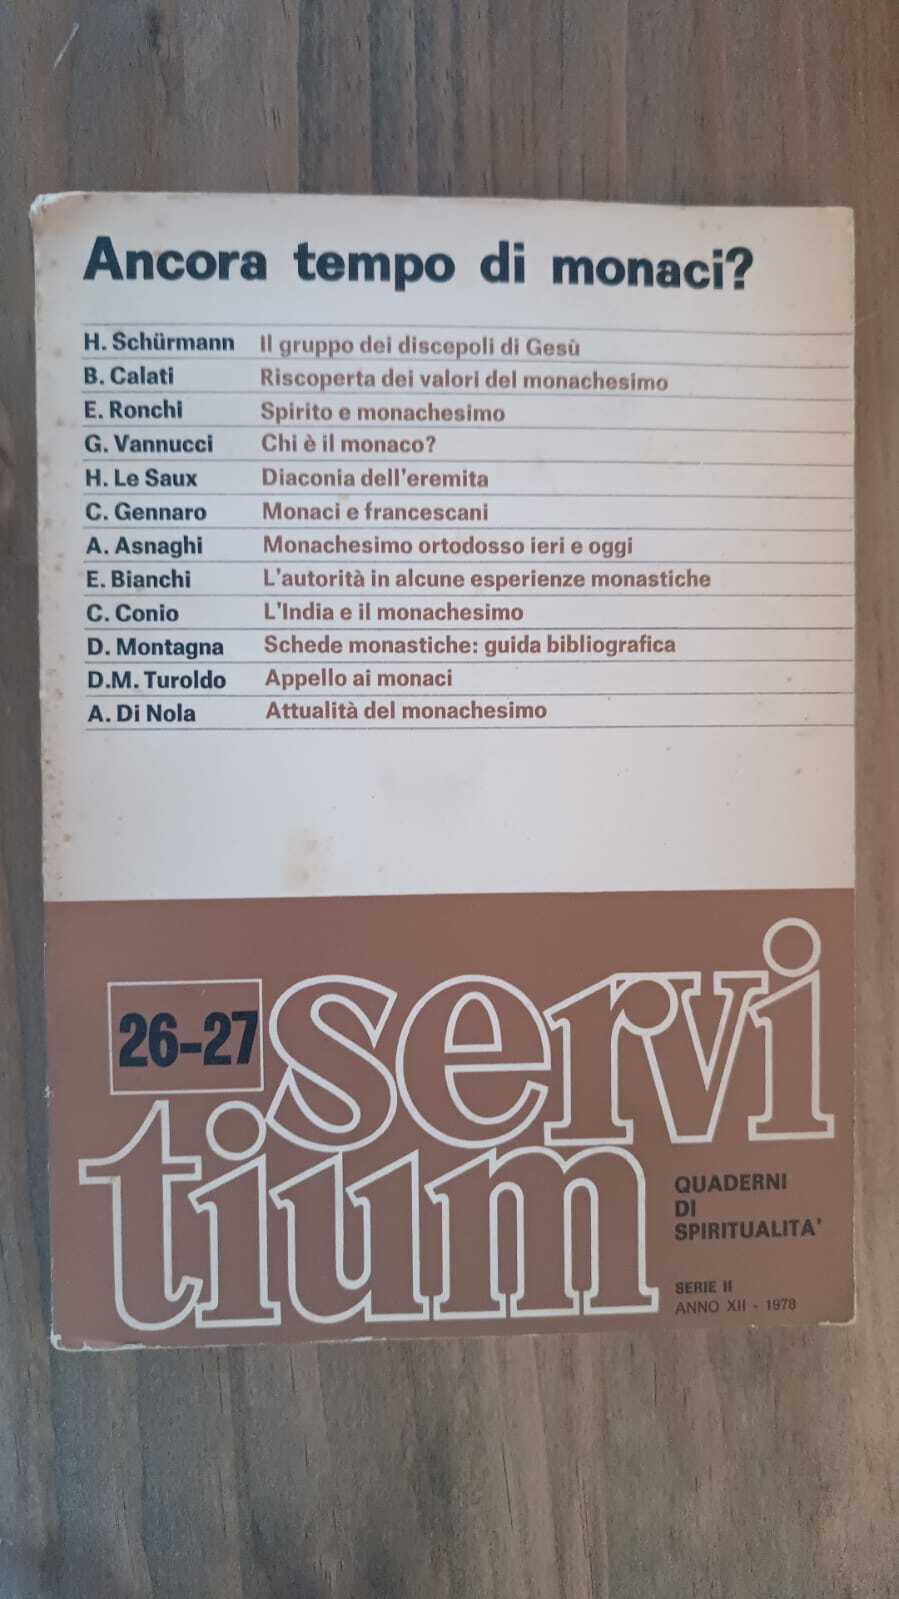 Ancora tempo di monaci?
H. Schürmann Il gruppo dei discepoli di Gesù
B. Calati Riscoperta dei valori del monachesimo
E. Ronchi Spirito e monachesimo
G. Vannucci Chi è il monaco?
H. Le Saux Diaconia dell'eremita
C. Gennaro Monaci e francescani
A. Asnaghi Monachesimo ortodosso ieri e oggi
E. Bianchi L'autorità in alcune esperienze monastiche
C. Conio L'India e il monachesimo
D. Montagna Schede monastiche: guida bibliografica
D.M. Turoldo Appello ai monaci
A. Di Nola Attualità del monachesimo
26-27 servi
tium
QUADERNI
DI
SPIRITUALITA'
SERIE II
ANNO XII - 1978